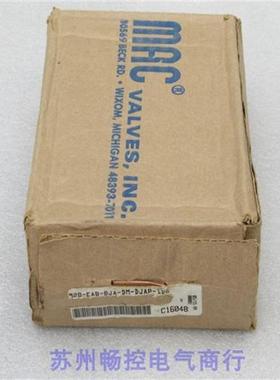 MAC®
VALVES, INC.
30569 BECK RD. • WIXOM, MICHIGAN 48393-7011
C16048
苏州畅控电气商行